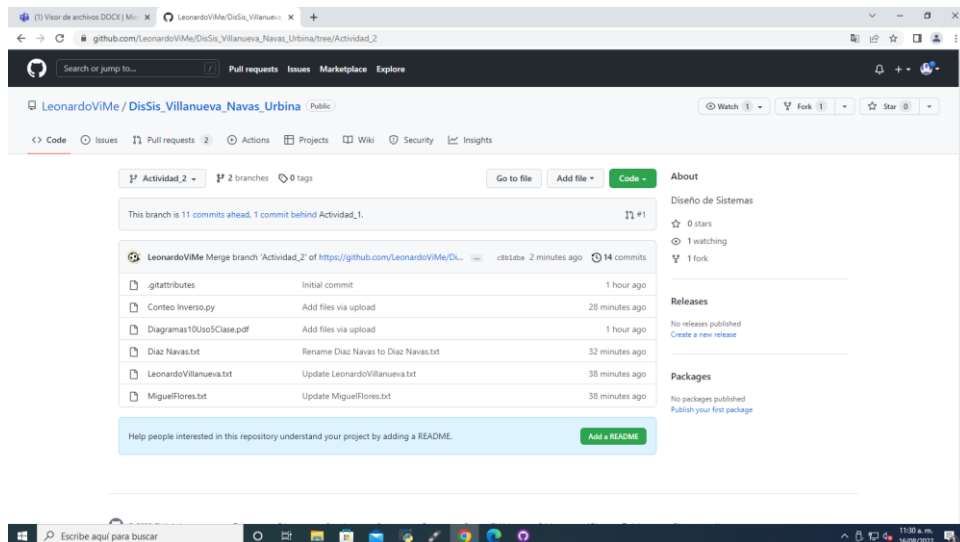 (1) Visor de archivos DOCX | Mic
LeonardoViMe/DisSis_Villanueva
github.com/LeonardoViMe/DisSis_Villanueva_Navas_Urbina/tree/Actividad_2
Search or jump to...
/
Pull requests Issues Marketplace Explore
LeonardoViMe / DisSis_Villanueva_Navas_Urbina Public
Watch 1
Fork 1
Star 0
Code Issues Pull requests 2 Actions Projects Wiki Security Insights
Actividad_2 2 branches 0 tags
Go to file Add file Code
This branch is 11 commits ahead, 1 commit behind Actividad_1.
#1
LeonardoViMe Merge branch 'Actividad_2' of https://github.com/LeonardoViMe/Di... ... c8b1dba 2 minutes ago 14 commits
.gitattributes Initial commit 1 hour ago
Conteo Inverso.py Add files via upload 28 minutes ago
Diagramas10Uso5Clase.pdf Add files via upload 1 hour ago
Diaz Navas.txt Rename Diaz Navas to Diaz Navas.txt 32 minutes ago
LeonardoVillanueva.txt Update LeonardoVillanueva.txt 38 minutes ago
MiguelFlores.txt Update MiguelFlores.txt 38 minutes ago
Help people interested in this repository understand your project by adding a README.
Add a README
About
Diseño de Sistemas
0 stars
1 watching
1 fork
Releases
No releases published
Create a new release
Packages
No packages published
Publish your first package
Escribe aquí para buscar
11:30 a. m.
16/08/2022